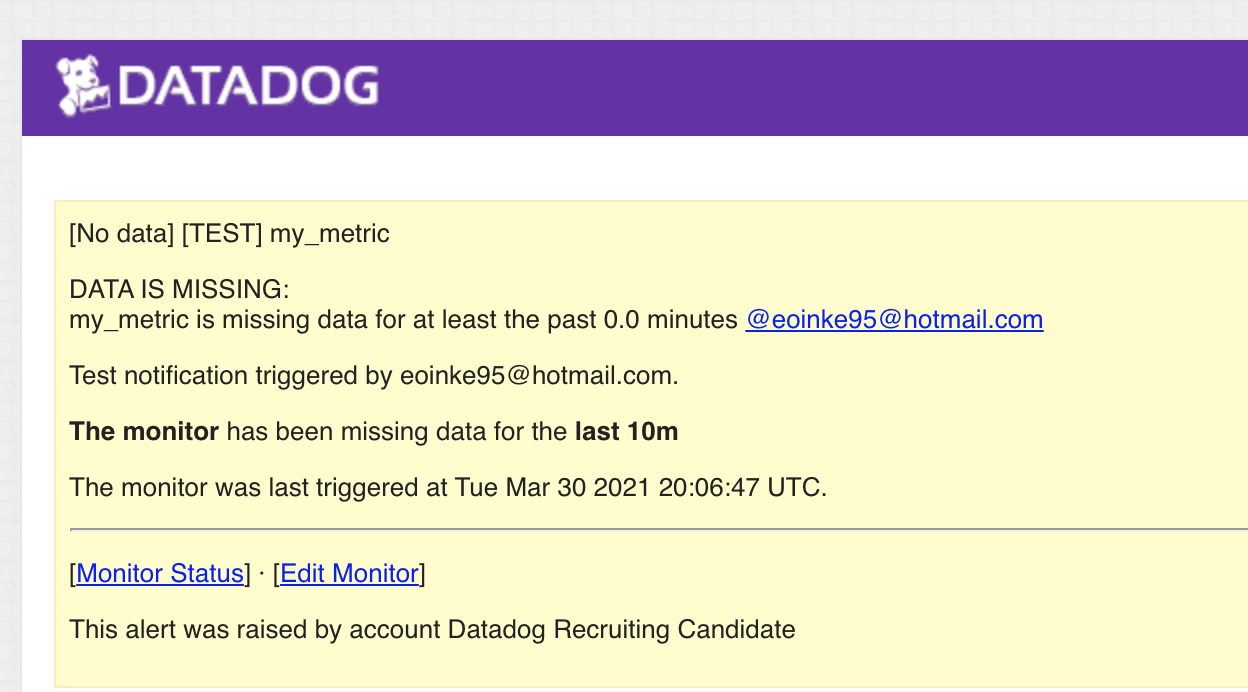 DATADOG
[No data] [TEST] my_metric
DATA IS MISSING:
my_metric is missing data for at least the past 0.0 minutes @eoinke95@hotmail.com
Test notification triggered by eoinke95@hotmail.com.
The monitor has been missing data for the last 10m
The monitor was last triggered at Tue Mar 30 2021 20:06:47 UTC.
[Monitor Status] · [Edit Monitor]
This alert was raised by account Datadog Recruiting Candidate